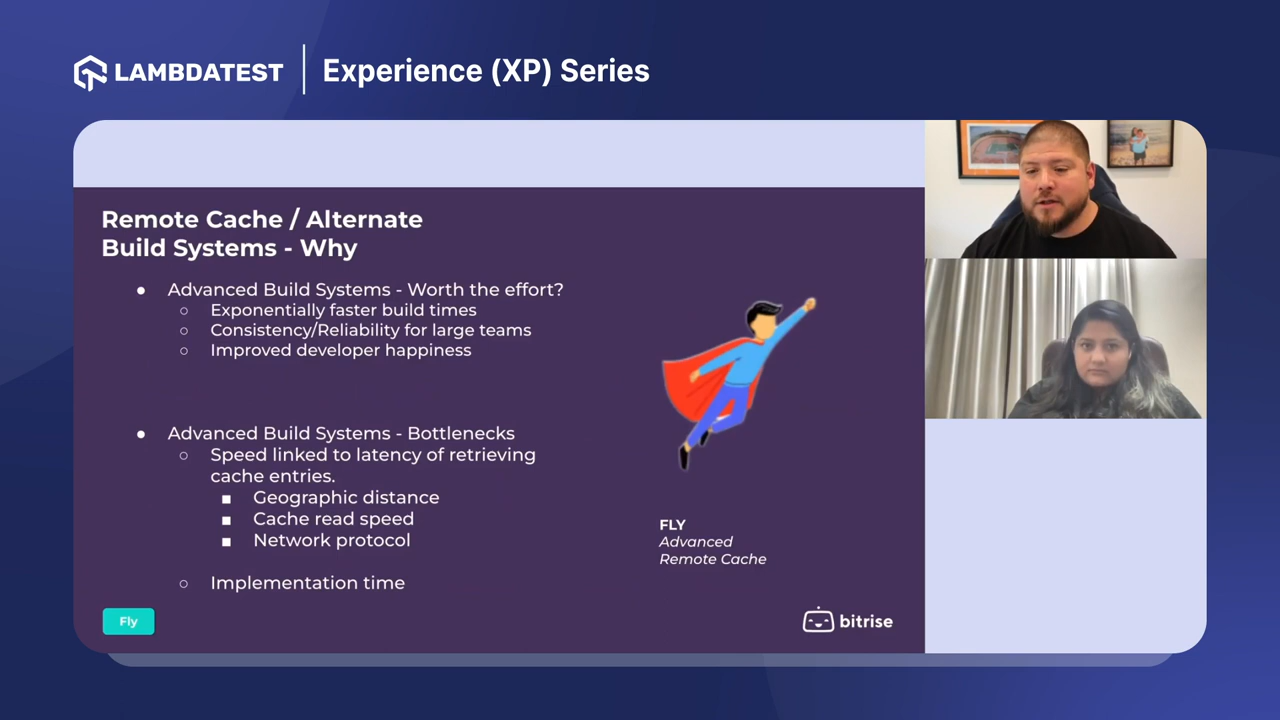 LAMBDATEST
Experience (XP) Series
Remote Cache / Alternate
Build Systems - Why
● Advanced Build Systems - Worth the effort?
○ Exponentially faster build times
○ Consistency/Reliability for large teams
○ Improved developer happiness
● Advanced Build Systems - Bottlenecks
○ Speed linked to latency of retrieving
cache entries.
■ Geographic distance
■ Cache read speed
■ Network protocol
○ Implementation time
FLY
Advanced
Remote Cache
Fly
bitrise